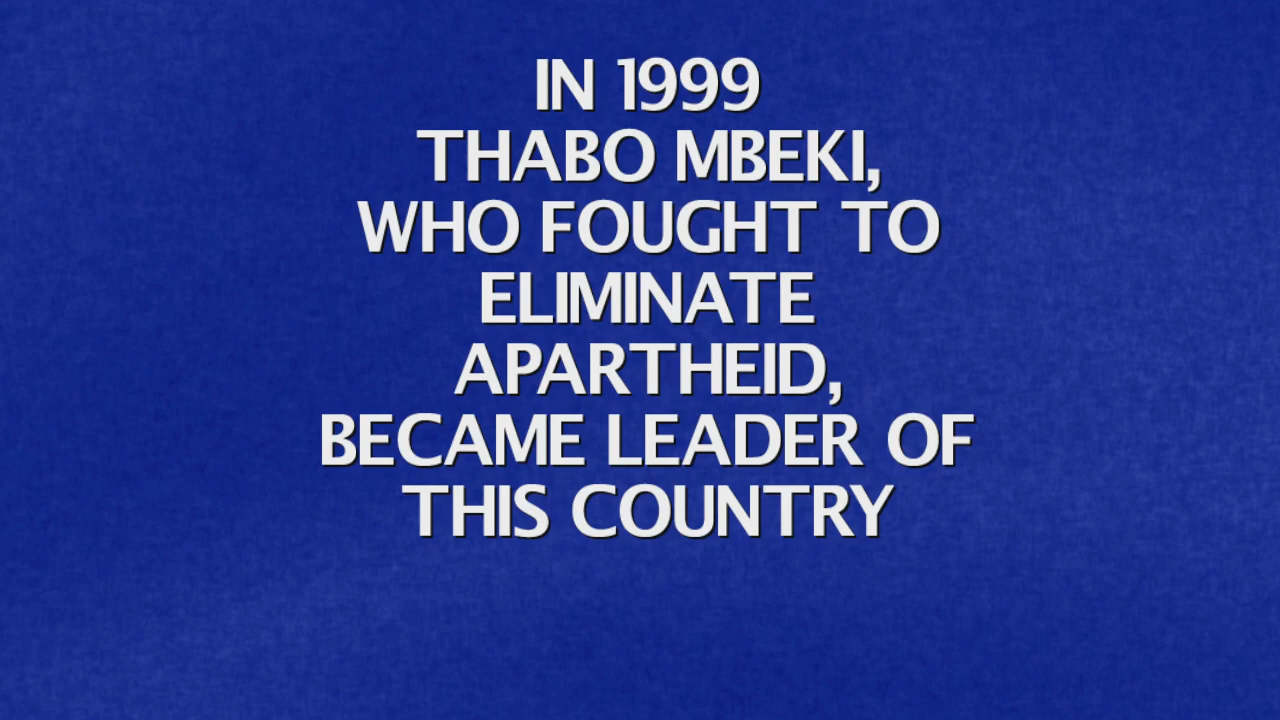 IN 1999
THABO MBEKI,
WHO FOUGHT TO
ELIMINATE
APARTHEID,
BECAME LEADER OF
THIS COUNTRY